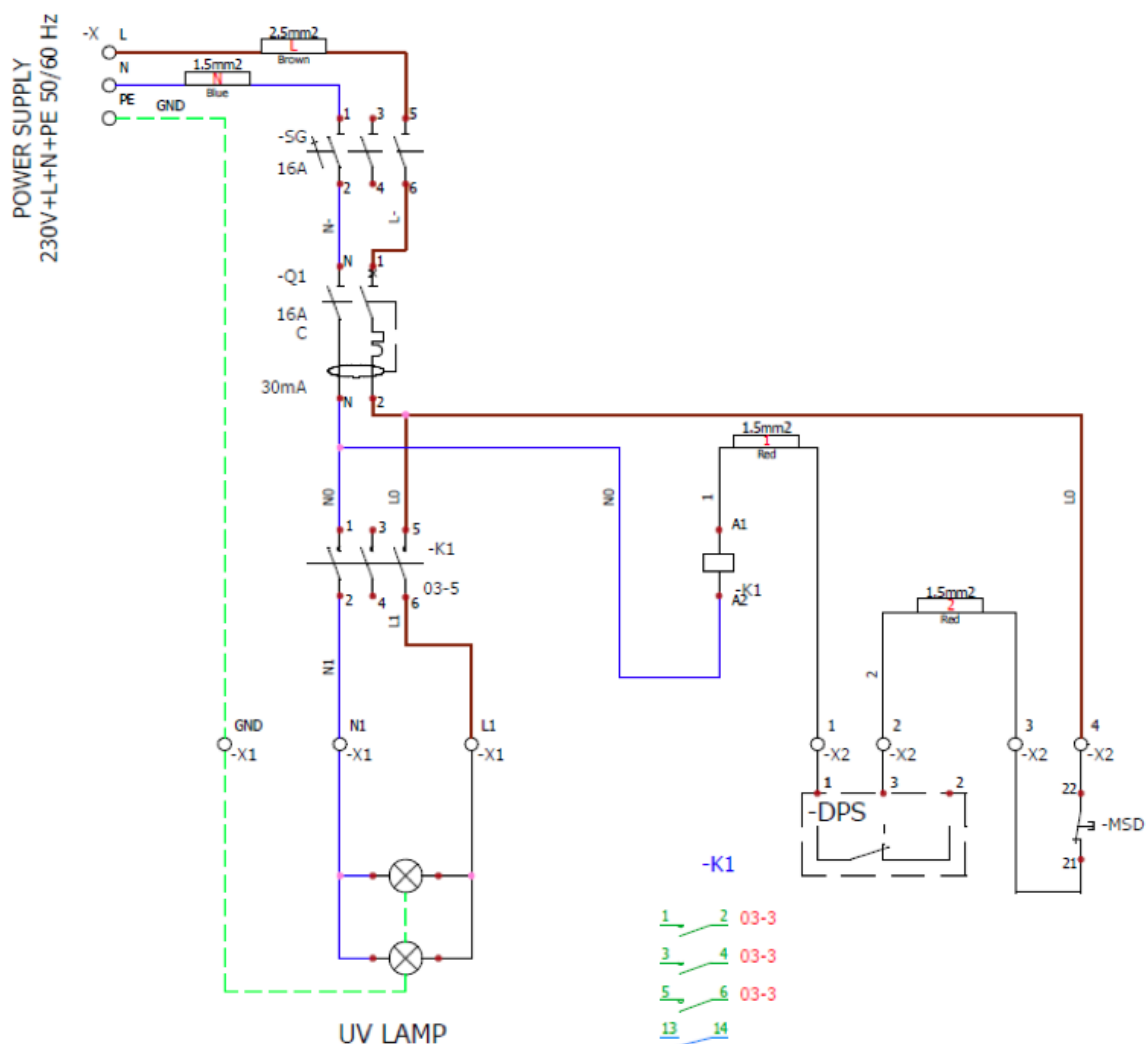 POWER SUPPLY
230V+L+N+PE 50/60 Hz
-X L
2.5mm2
L
Brown
N
1.5mm2
N
Blue
PE
GND
1 3 5
-SG
16A
2 4 6
N-
L-
N 1
-Q1
16A
C
30mA
N 2
1.5mm2
1
Red
N0
L0
N0
1
L0
1 3 5
A1
-K1
-K1
03-5
2 4 6
A2
L1
1.5mm2
2
Red
N1
2
GND
N1
L1
1
2
3
4
-X1
-X1
-X1
-X2
-X2
-X2
-X2
1 3 2
22
-DPS
-MSD
21
-K1
1 2 03-3
3 4 03-3
5 6 03-3
13 14
UV LAMP